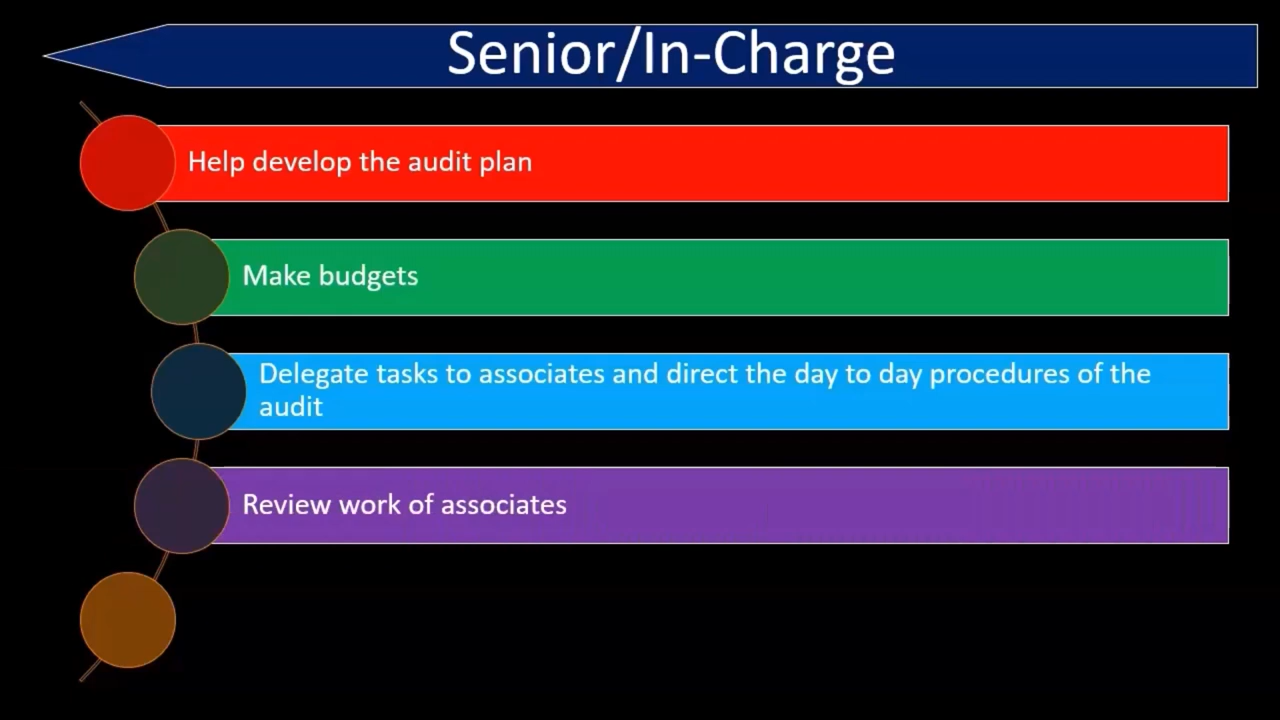 Senior/In-Charge
Help develop the audit plan
Make budgets
Delegate tasks to associates and direct the day to day procedures of the
audit
Review work of associates